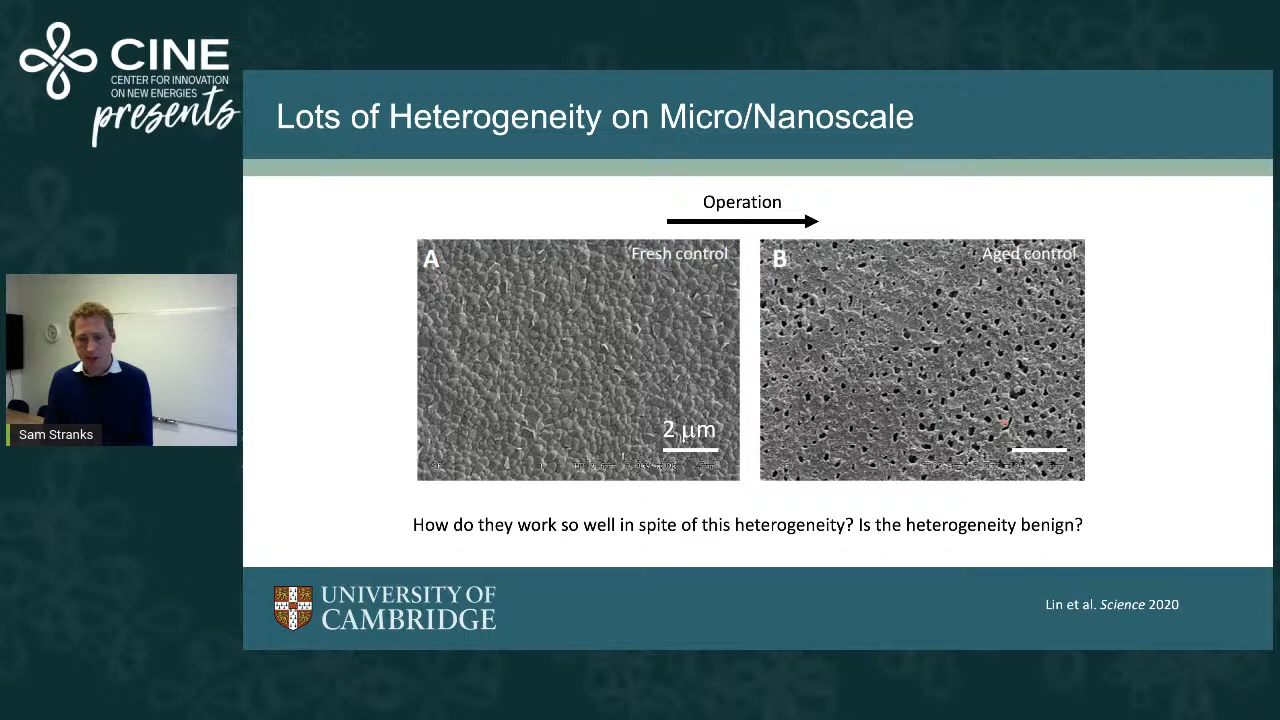 CINE
CENTER FOR INNOVATION
ON NEW ENERGIES
presents
Lots of Heterogeneity on Micro/Nanoscale
Operation
A
Fresh control
2 μm
B
Aged control
Sam Stranks
How do they work so well in spite of this heterogeneity? Is the heterogeneity benign?
UNIVERSITY OF
CAMBRIDGE
Lin et al. Science 2020